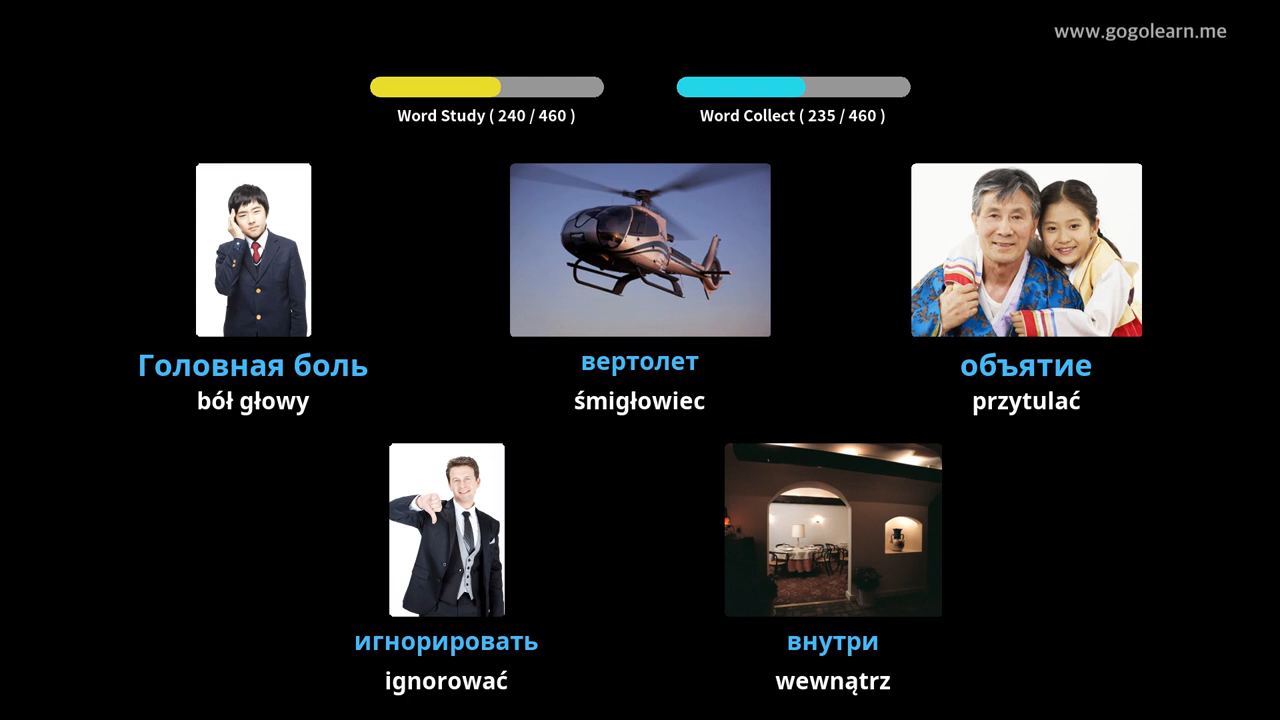 www.gogolearn.me
Word Study ( 240 / 460 )
Word Collect ( 235 / 460 )
Головная боль
bół głowy
вертолет
śmigłowiec
объятие
przytulać
игнорировать
ignorować
внутри
wewnątrz